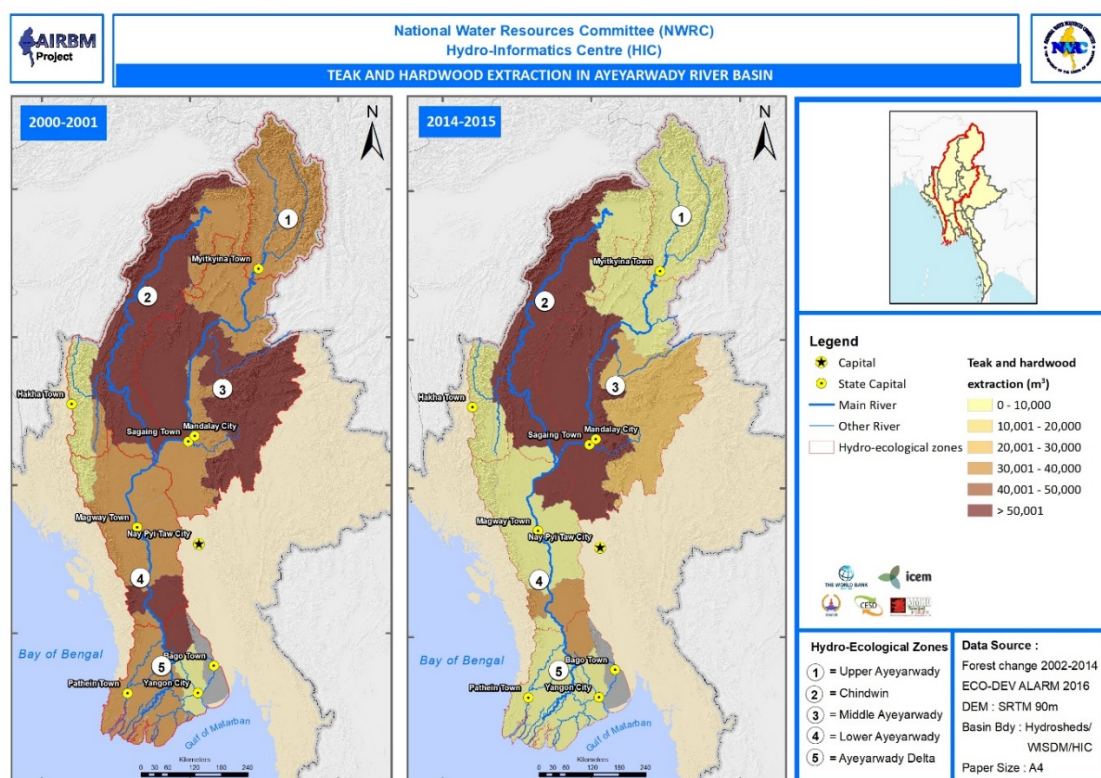 AIRBM
Project
National Water Resources Committee (NWRC)
Hydro-Informatics Centre (HIC)
TEAK AND HARDWOOD EXTRACTION IN AYEYARWADY RIVER BASIN
NWRC
2000-2001
N
1
Myitkyina Town
2
3
Hakha Town
Mandalay City
Sagaing Town
Magway Town
Nay Pyi Taw City
4
Bay of Bengal
Bago Town
5
Pathein Town
Yangon City
Gulf of Matarban
Kilometers
0 30 60 120 180 240
2014-2015
N
1
Myitkyina Town
2
3
Hakha Town
Mandalay City
Sagaing Town
Magway Town
Nay Pyi Taw City
4
Bay of Bengal
Bago Town
5
Pathein Town
Yangon City
Gulf of Matarban
Kilometers
0 30 60 120 180 240
Legend
Capital
State Capital
Main River
Other River
Hydro-ecological zones
Teak and hardwood
extraction (m³)
0 - 10,000
10,001 - 20,000
20,001 - 30,000
30,001 - 40,000
40,001 - 50,000
> 50,001
THE WORLD BANK
icem
CESD
Hydro-Ecological Zones
1 = Upper Ayeyarwady
2 = Chindwin
3 = Middle Ayeyarwady
4 = Lower Ayeyarwady
5 = Ayeyarwady Delta
Data Source :
Forest change 2002-2014
ECO-DEV ALARM 2016
DEM : SRTM 90m
Basin Bdy : Hydrosheds/
WISDM/HIC
Paper Size : A4